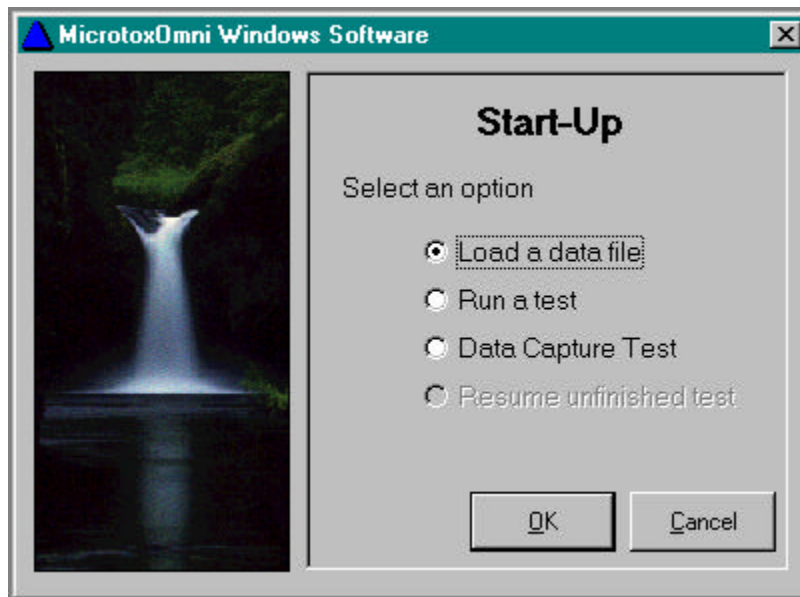 MicrotoxOmni Windows Software
Start-Up
Select an option
Load a data file
Run a test
Data Capture Test
Resume unfinished test
OK Cancel